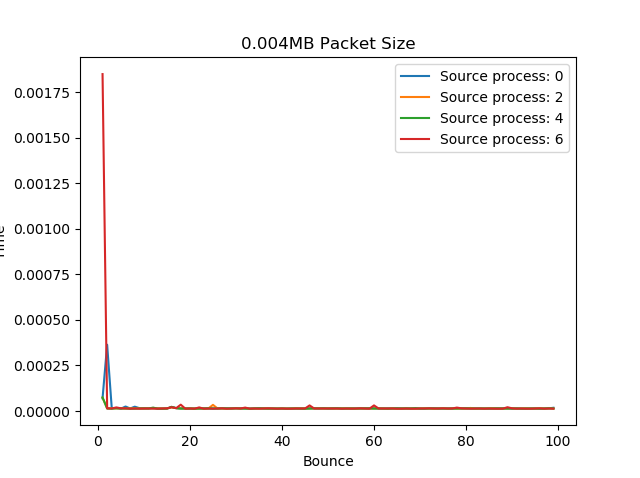 0.004MB Packet Size
Source process: 0
Source process: 2
Source process: 4
Source process: 6
0.00175
0.00150
0.00125
0.00100
0.00075
0.00050
0.00025
0.00000
0
20
40
60
80
100
Bounce